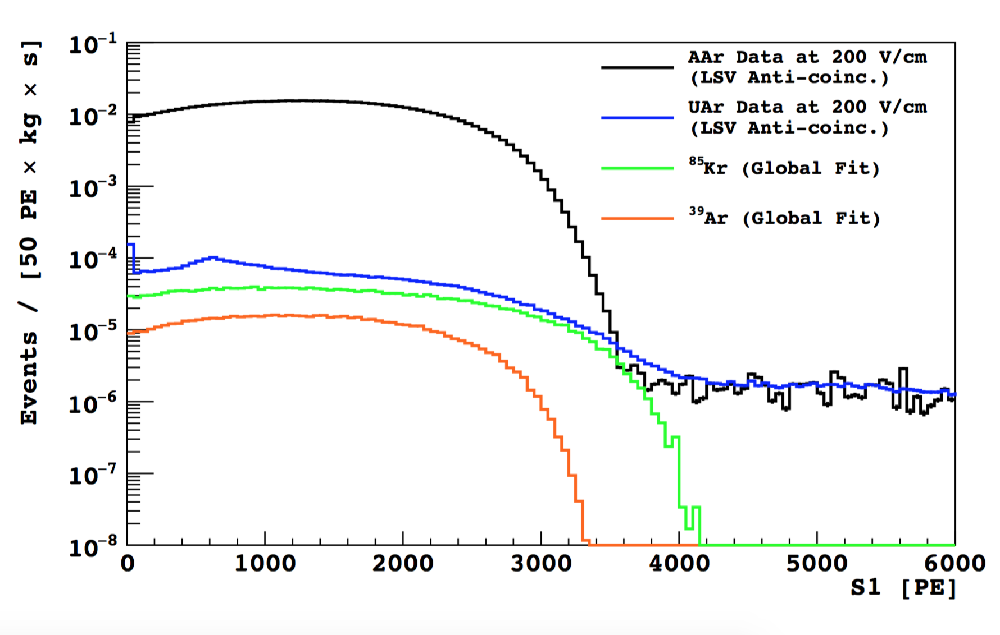 Events / [50 PE × kg × s]
10⁻¹
10⁻²
10⁻³
10⁻⁴
10⁻⁵
10⁻⁶
10⁻⁷
10⁻⁸
AAr Data at 200 V/cm
(LSV Anti-coinc.)
UAr Data at 200 V/cm
(LSV Anti-coinc.)
⁸⁵Kr (Global Fit)
³⁹Ar (Global Fit)
0 1000 2000 3000 4000 5000 6000
S1 [PE]